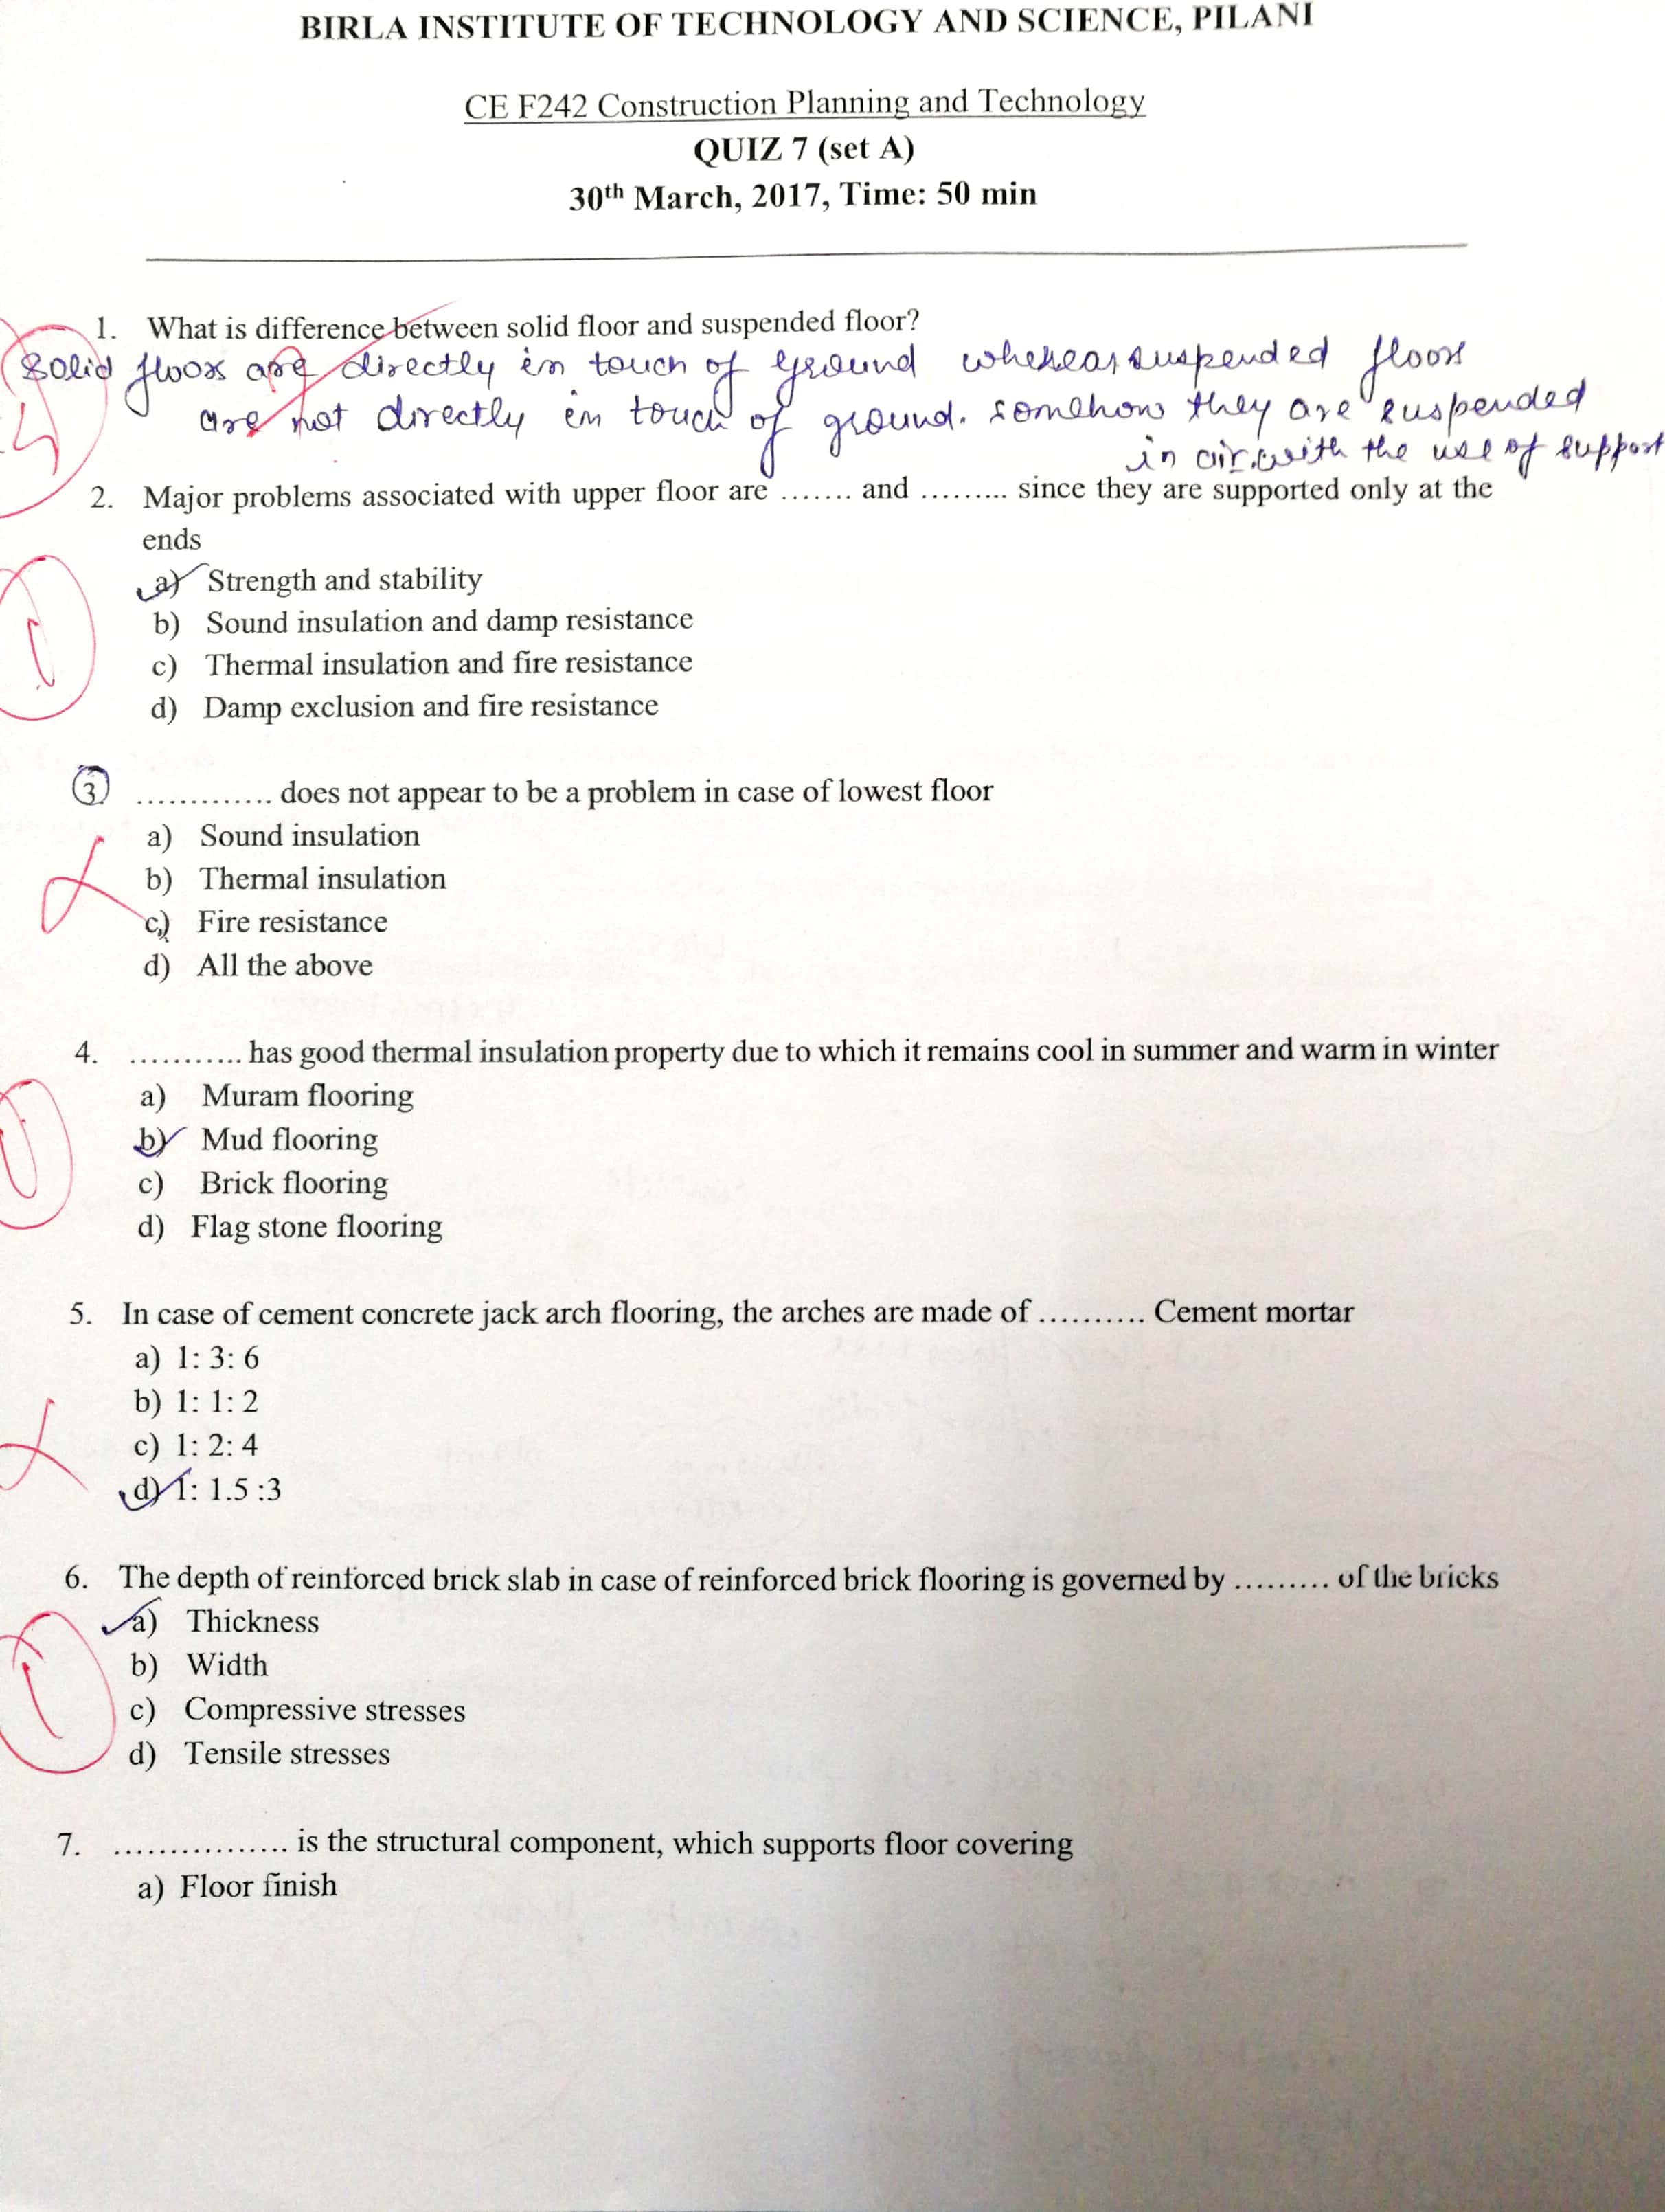 BIRLA INSTITUTE OF TECHNOLOGY AND SCIENCE, PILANI
CE F242 Construction Planning and Technology
QUIZ 7 (set A)
30th March, 2017, Time: 50 min
1. What is difference between solid floor and suspended floor?
Solid floors are directly in touch of ground whereas suspended floors
are not directly in touch of ground. somehow they are suspended
in air with the use of support
2. Major problems associated with upper floor are ....... and ......... since they are supported only at the
ends
a) Strength and stability
b) Sound insulation and damp resistance
c) Thermal insulation and fire resistance
d) Damp exclusion and fire resistance
3 ............. does not appear to be a problem in case of lowest floor
a) Sound insulation
b) Thermal insulation
c) Fire resistance
d) All the above
4. ........... has good thermal insulation property due to which it remains cool in summer and warm in winter
a) Muram flooring
b) Mud flooring
c) Brick flooring
d) Flag stone flooring
5. In case of cement concrete jack arch flooring, the arches are made of .......... Cement mortar
a) 1: 3: 6
b) 1: 1: 2
c) 1: 2: 4
d) 1: 1.5 :3
6. The depth of reinforced brick slab in case of reinforced brick flooring is governed by ......... of the bricks
a) Thickness
b) Width
c) Compressive stresses
d) Tensile stresses
7. ................. is the structural component, which supports floor covering
a) Floor finish